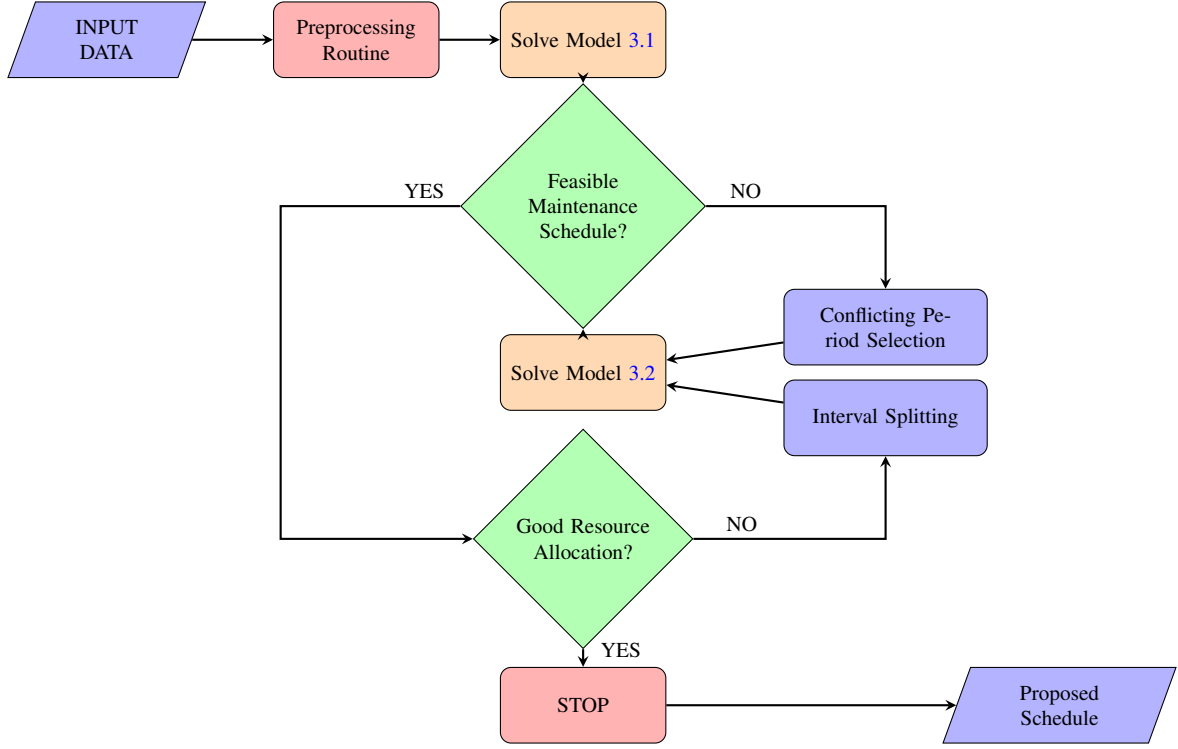 INPUT
DATA
Preprocessing
Routine
Solve Model 3.1
Feasible
Maintenance
Schedule?
YES
NO
Conflicting Pe-
riod Selection
Solve Model 3.2
Interval Splitting
Good Resource
Allocation?
NO
YES
STOP
Proposed
Schedule